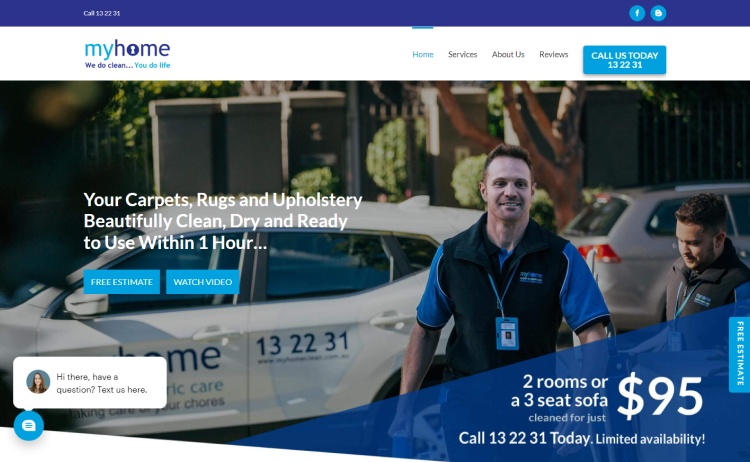 Call 13 22 31
myhome
We do clean... You do life
Home
Services
About Us
Reviews
CALL US TODAY
13 22 31
Your Carpets, Rugs and Upholstery
Beautifully Clean, Dry and Ready
to Use Within 1 Hour...
FREE ESTIMATE
WATCH VIDEO
myhome
home
13 22 31
www.myhomeclean.com.au
ric care
taking care of your chores
Hi there, have a
question? Text us here.
FREE ESTIMATE
2 rooms or
a 3 seat sofa
cleaned for just
$95
Call 13 22 31 Today. Limited availability!